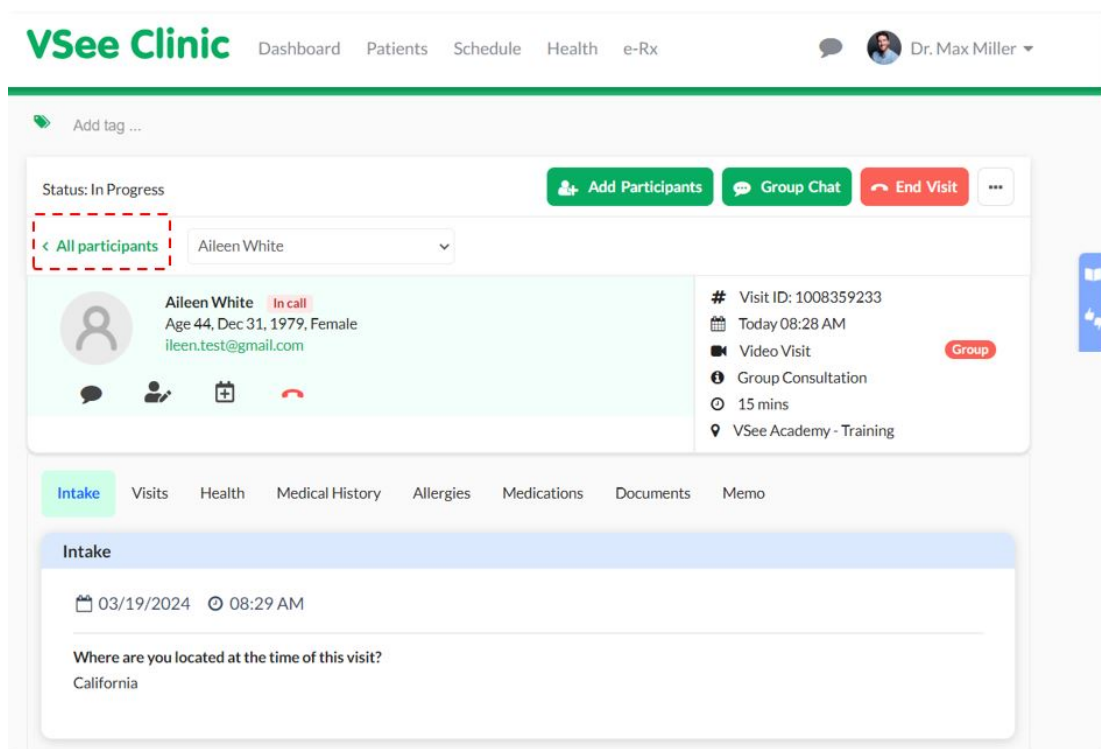 VSee Clinic Dashboard Patients Schedule Health e-Rx Dr. Max Miller
Add tag ...
Status: In Progress Add Participants Group Chat End Visit ...
< All participants Aileen White
Aileen White In call
Age 44, Dec 31, 1979, Female
ileen.test@gmail.com
# Visit ID: 1008359233
Today 08:28 AM
Video Visit Group
Group Consultation
15 mins
VSee Academy - Training
Intake Visits Health Medical History Allergies Medications Documents Memo
Intake
03/19/2024 08:29 AM
Where are you located at the time of this visit?
California